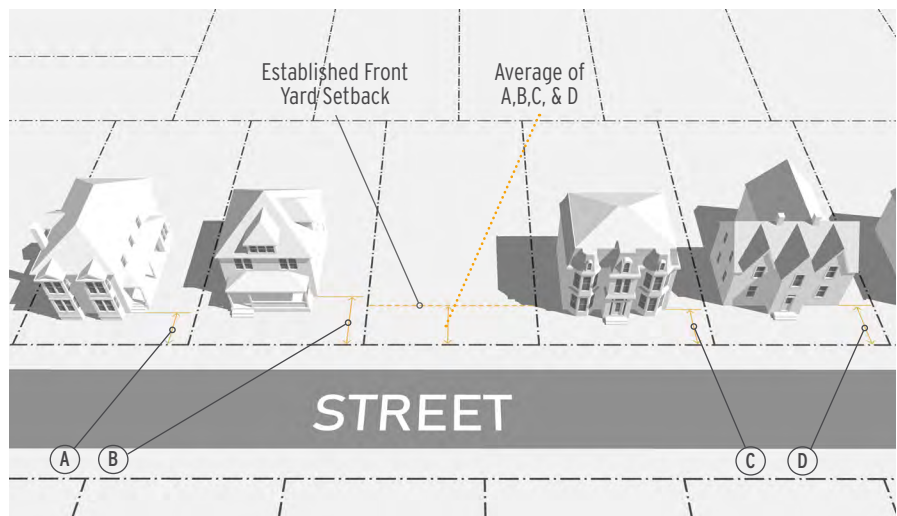 Established Front
Yard Setback
Average of
A,B,C, & D
STREET
A
B
C
D